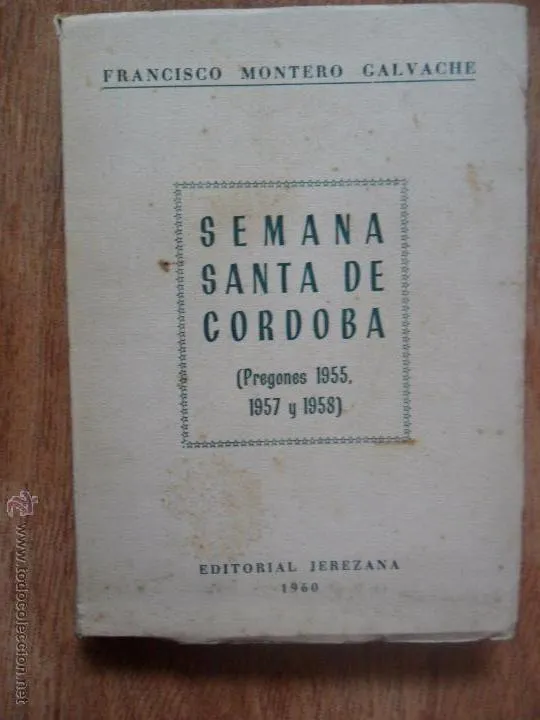 FRANCISCO MONTERO GALVACHE
SEMANA
SANTA DE
CORDOBA
(Pregones 1955,
1957 y 1958)
EDITORIAL JEREZANA
1960
www.todocoleccion.net